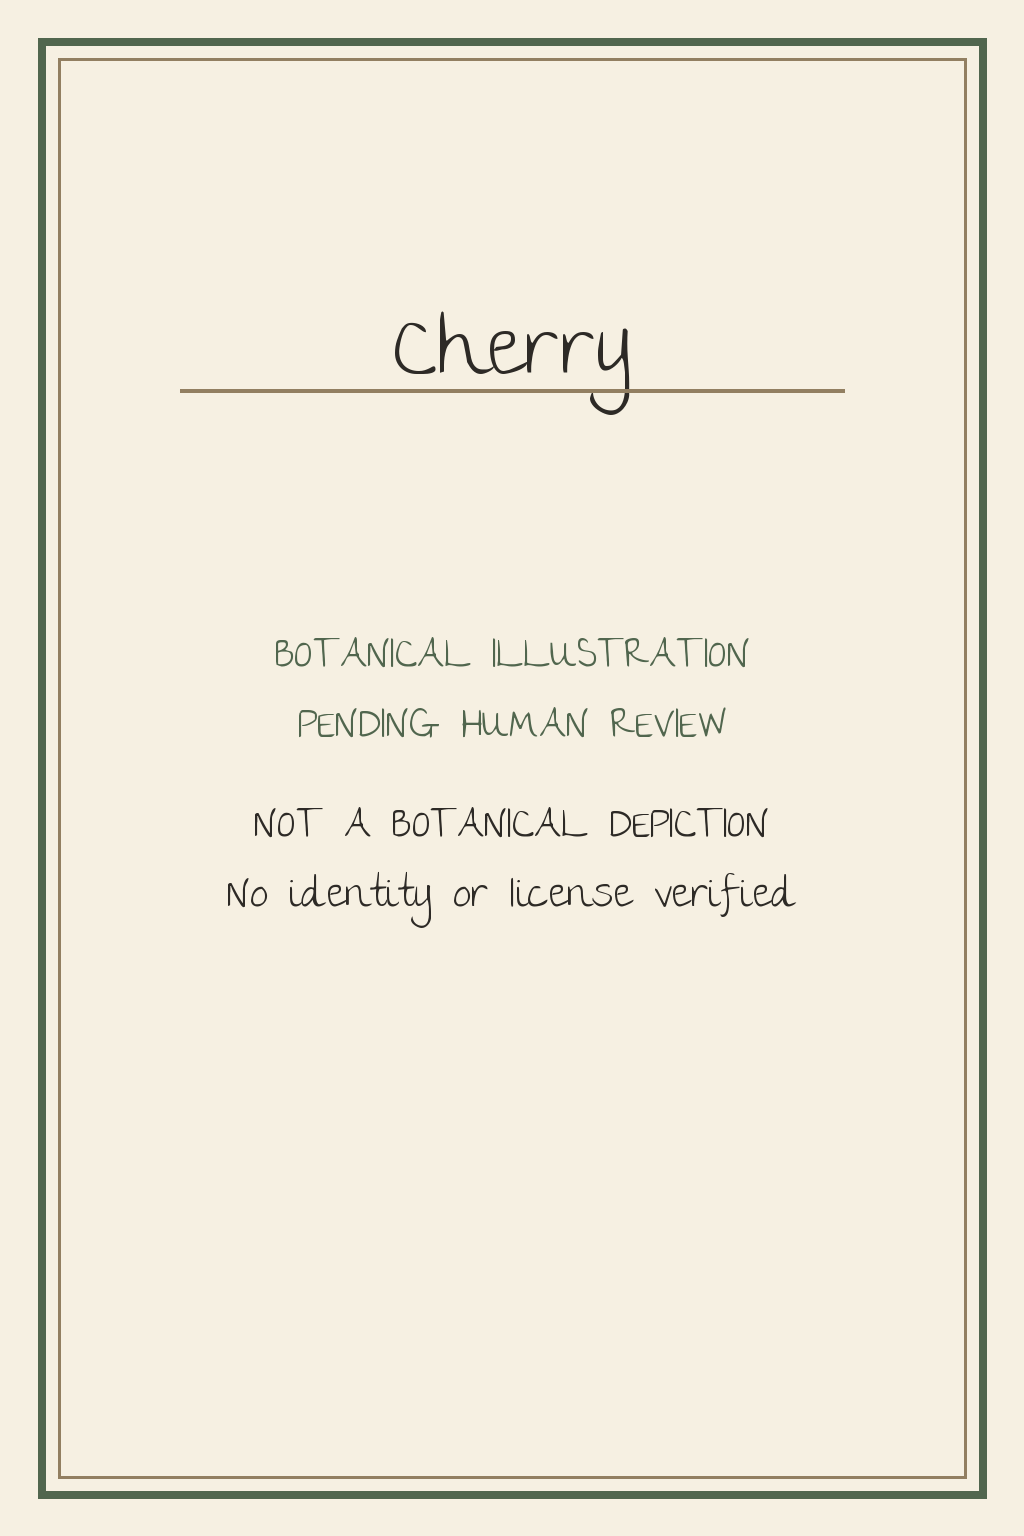 Cherry
BOTANICAL ILLUSTRATION
PENDING HUMAN REVIEW
NOT A BOTANICAL DEPICTION
No identity or license verified